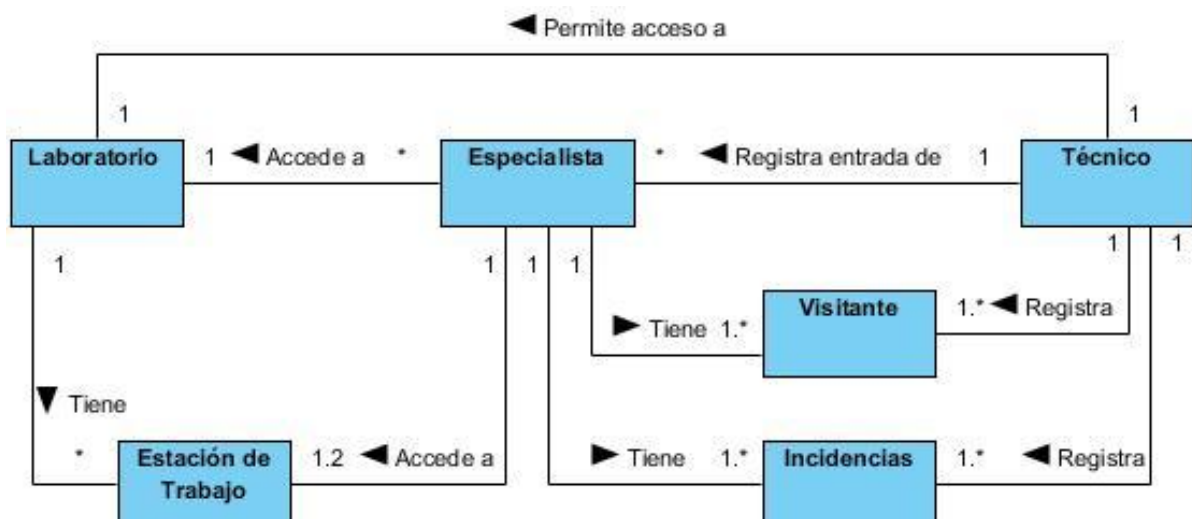 Permite acceso a
1
1
Laboratorio
1
Accede a
*
Especialista
*
Registra entrada de
1
Técnico
1
1
1
1
1
1
Tiene
1.*
Visitante
1.*
Registra
Tiene
*
Estación de
Trabajo
1.2
Accede a
Tiene
1.*
Incidencias
1.*
Registra